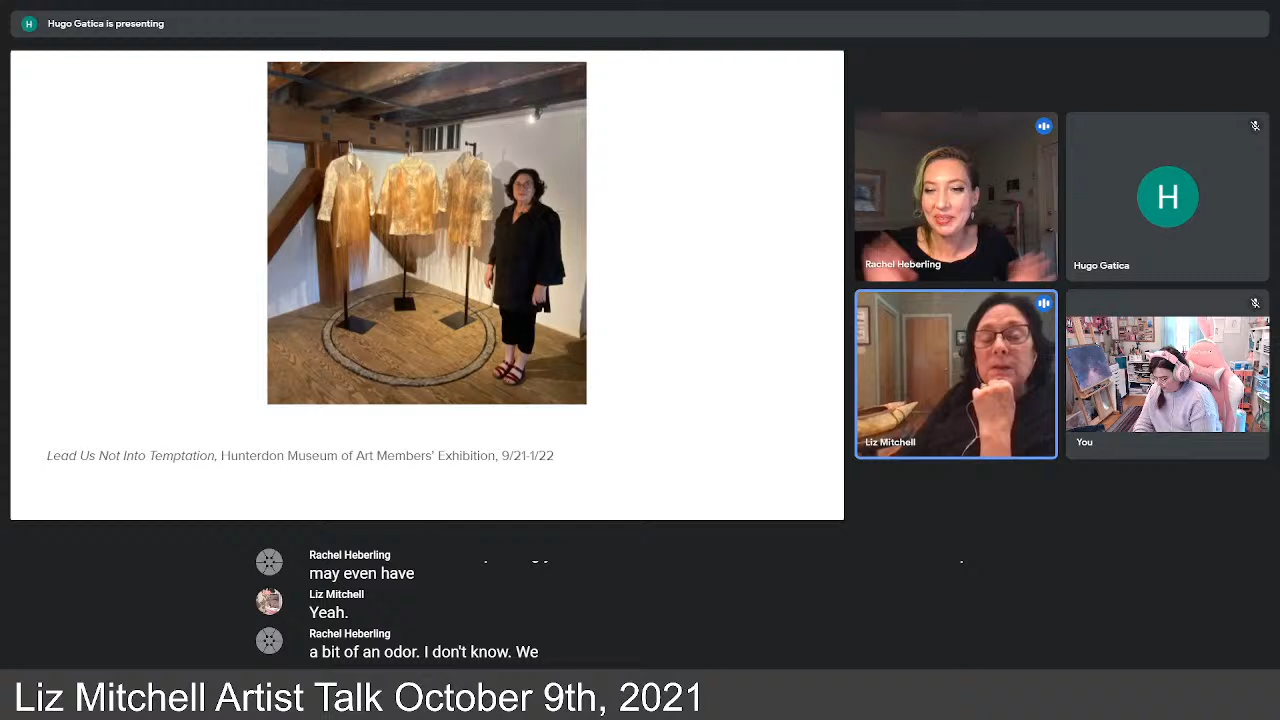 H Hugo Gatica is presenting
Lead Us Not Into Temptation, Hunterdon Museum of Art Members' Exhibition, 9/21-1/22
Rachel Heberling
H
Hugo Gatica
Liz Mitchell
You
Rachel Heberling
may even have
Liz Mitchell
Yeah.
Rachel Heberling
a bit of an odor. I don't know. We
Liz Mitchell Artist Talk October 9th, 2021